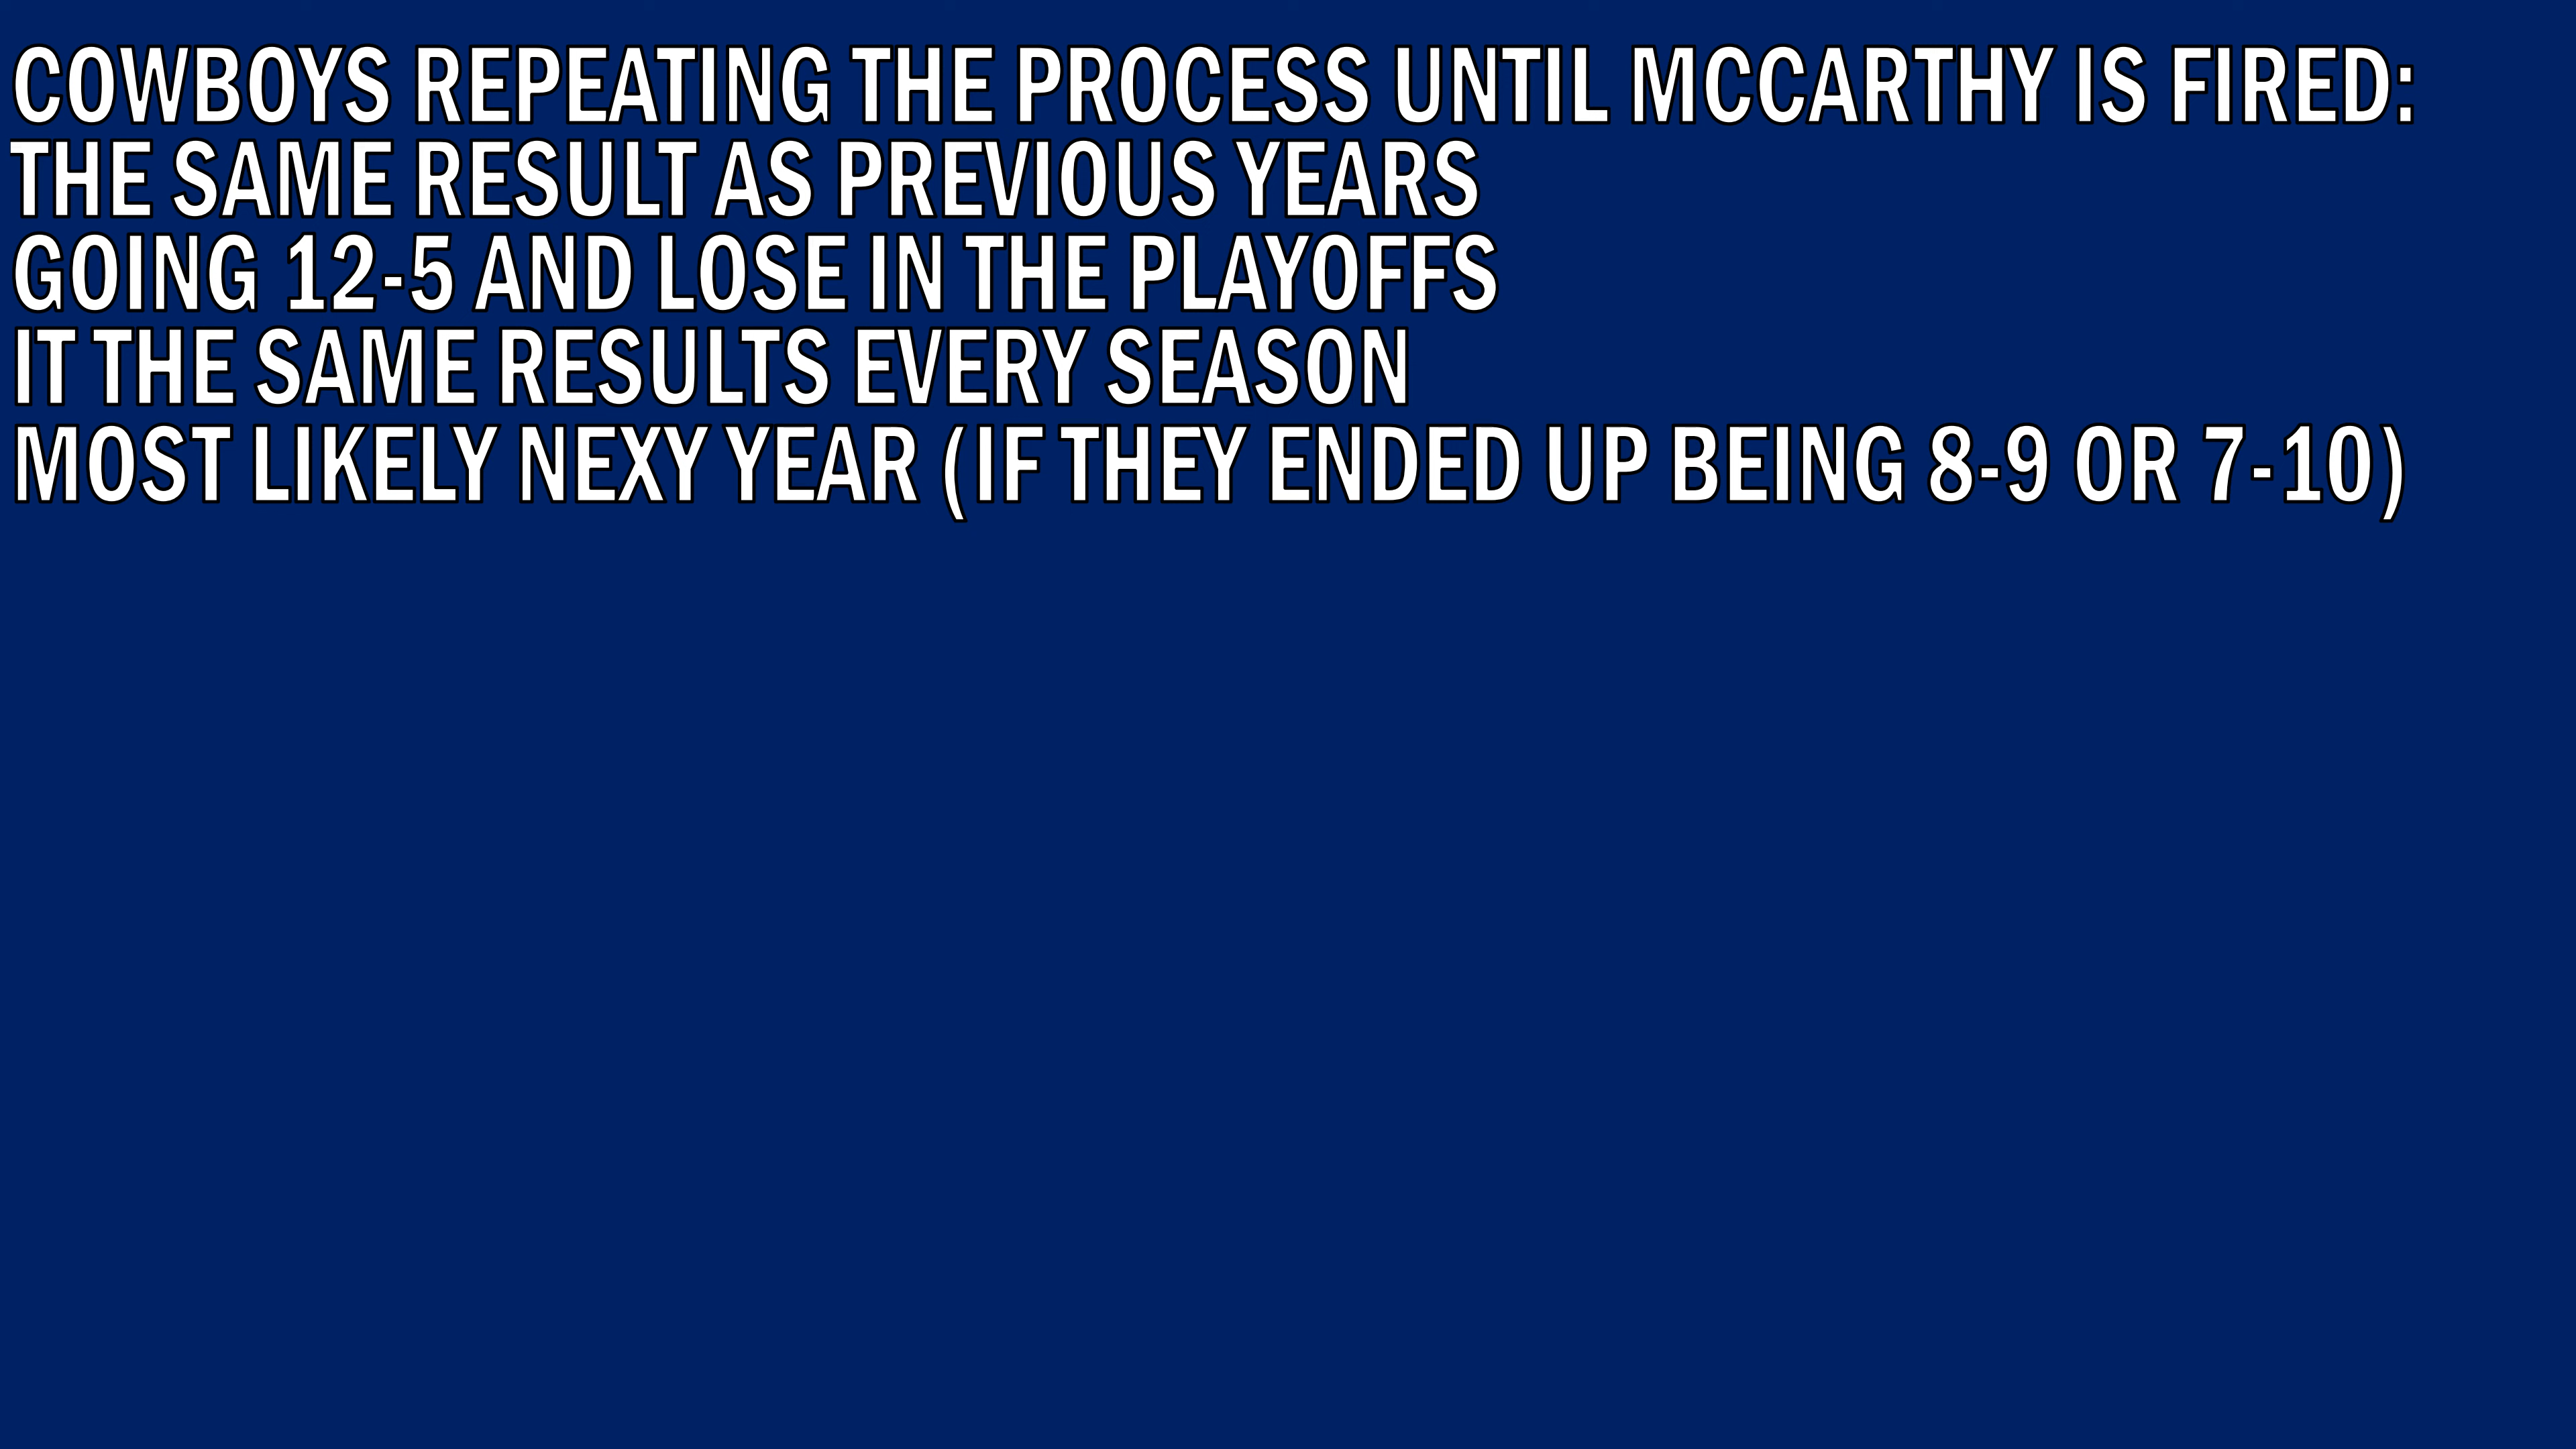 COWBOYS REPEATING THE PROCESS UNTIL MCCARTHY IS FIRED:
THE SAME RESULT AS PREVIOUS YEARS
GOING 12-5 AND LOSE IN THE PLAYOFFS
IT THE SAME RESULTS EVERY SEASON
MOST LIKELY NEXY YEAR (IF THEY ENDED UP BEING 8-9 OR 7-10)